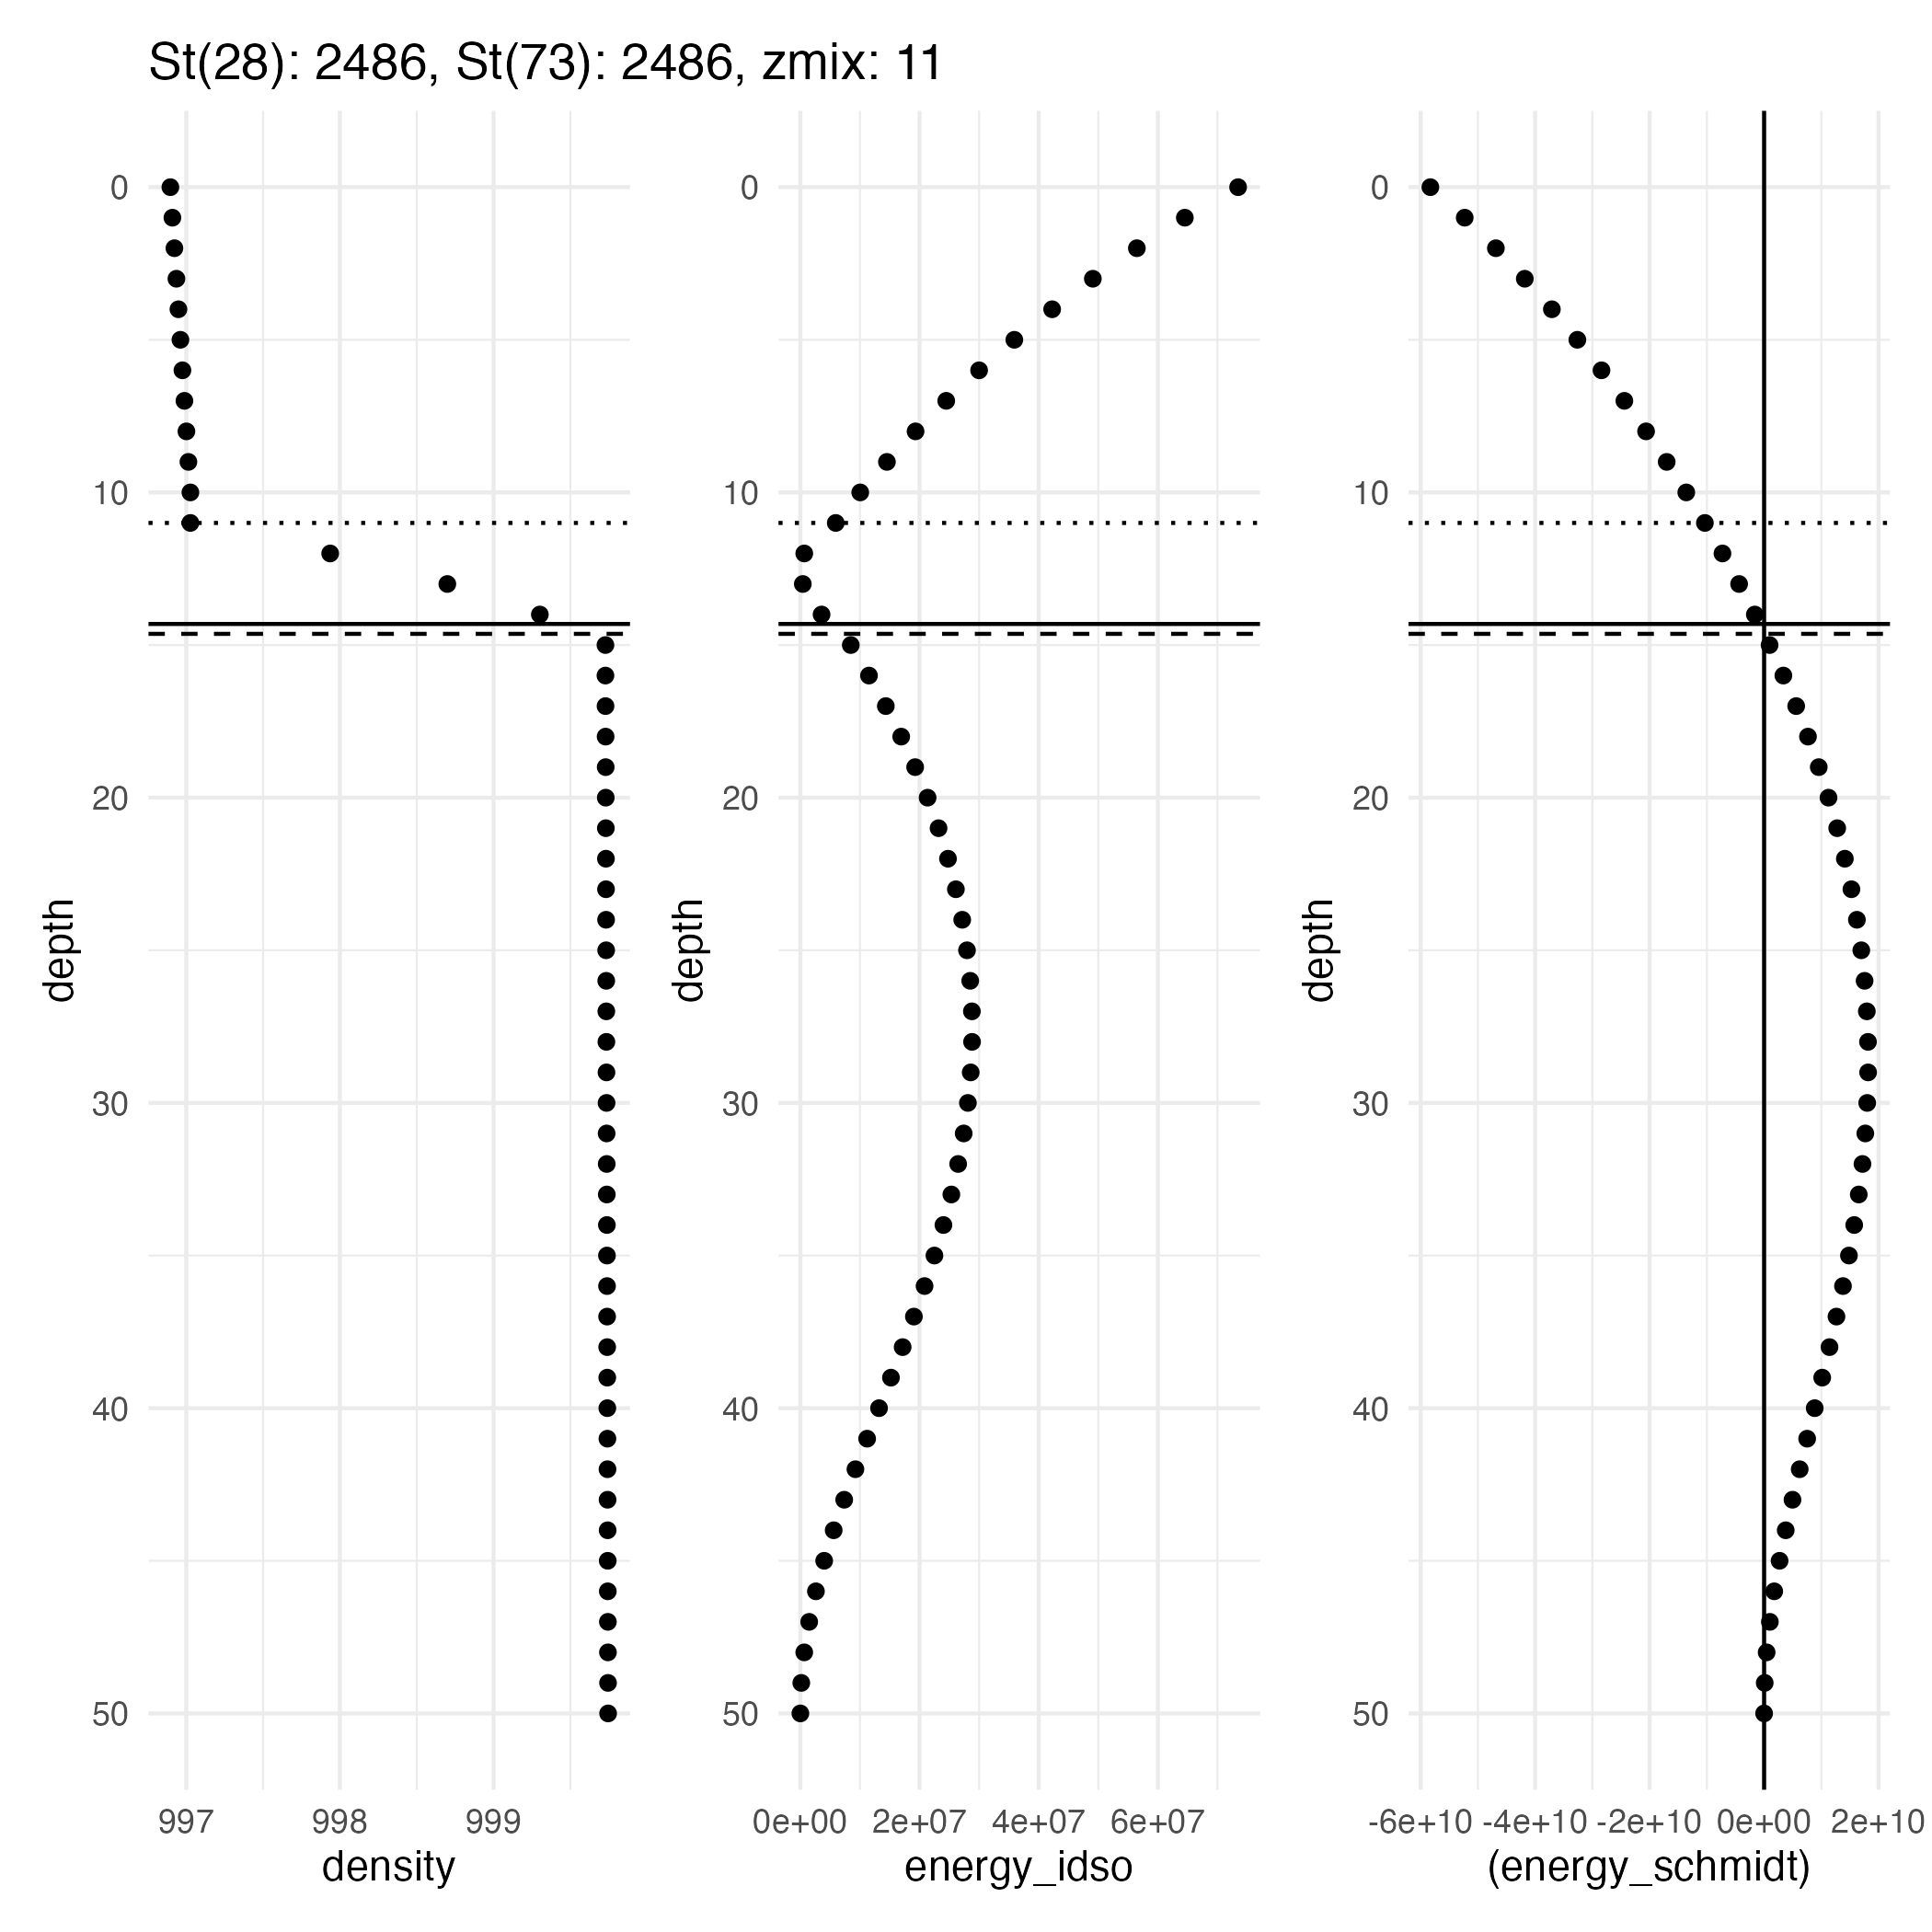 St(28): 2486, St(73): 2486, zmix: 11
0
10
20
30
40
50
depth
997 998 999
density
0
10
20
30
40
50
depth
0e+00 2e+07 4e+07 6e+07
energy_idso
0
10
20
30
40
50
depth
-6e+10 -4e+10 -2e+10 0e+00 2e+10
(energy_schmidt)